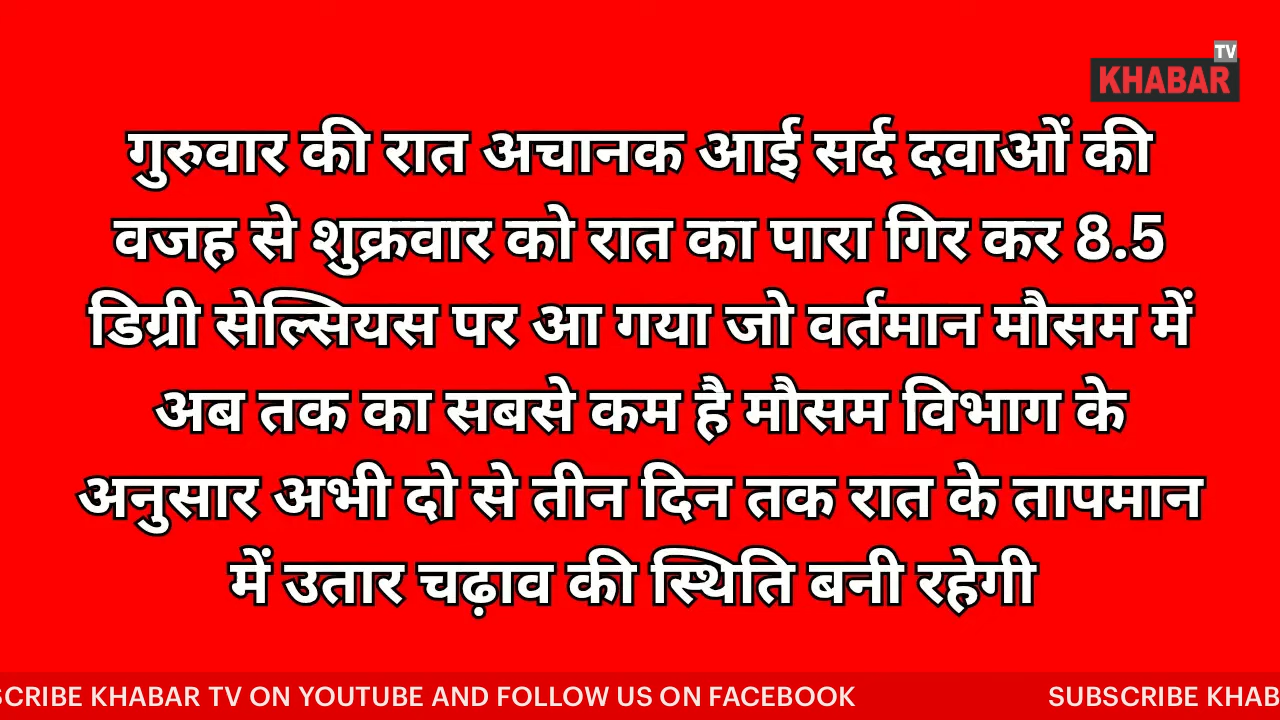 TV
KHABAR
गुरुवार की रात अचानक आई सर्द दवाओं की
वजह से शुक्रवार को रात का पारा गिर कर 8.5
डिग्री सेल्सियस पर आ गया जो वर्तमान मौसम में
अब तक का सबसे कम है मौसम विभाग के
अनुसार अभी दो से तीन दिन तक रात के तापमान
में उतार चढ़ाव की स्थिति बनी रहेगी
SCRIBE KHABAR TV ON YOUTUBE AND FOLLOW US ON FACEBOOK SUBSCRIBE KHAB